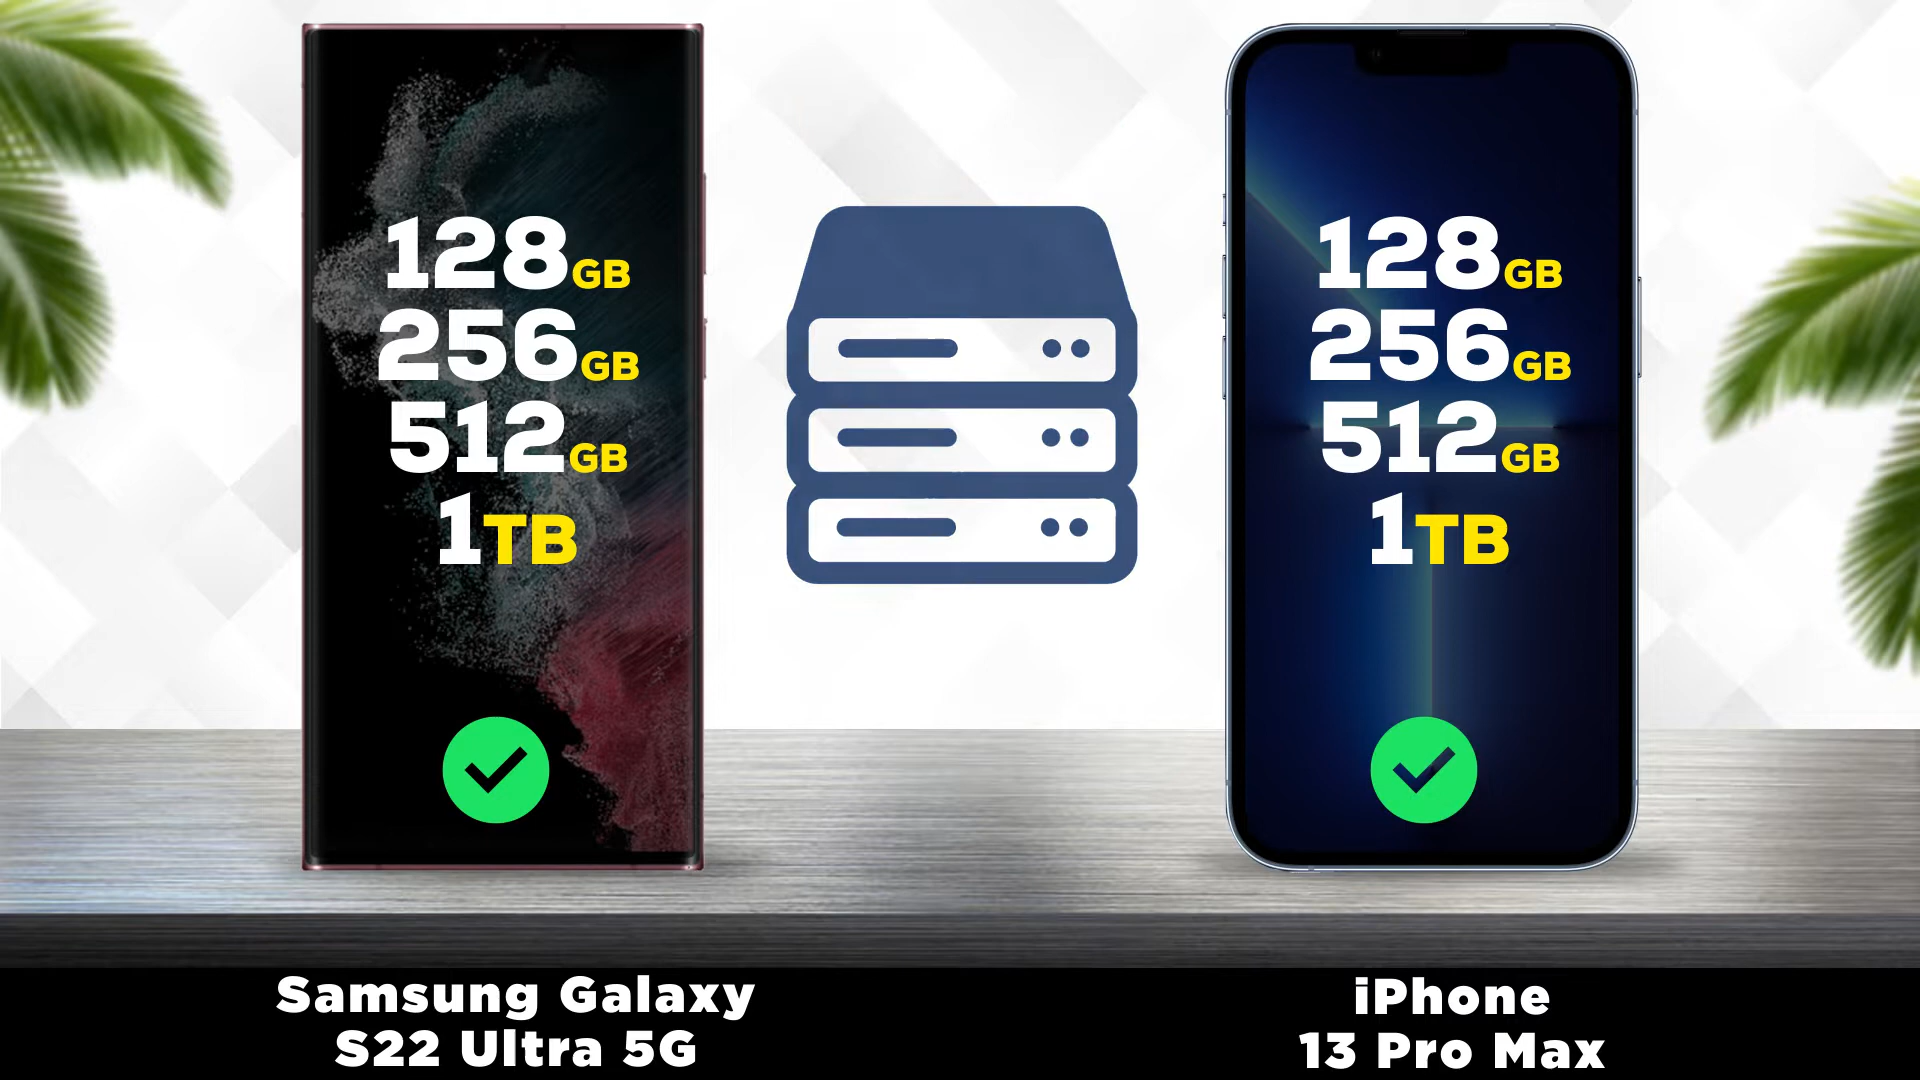 128GB
256GB
512GB
1TB
128GB
256GB
512GB
1TB
Samsung Galaxy
S22 Ultra 5G
iPhone
13 Pro Max